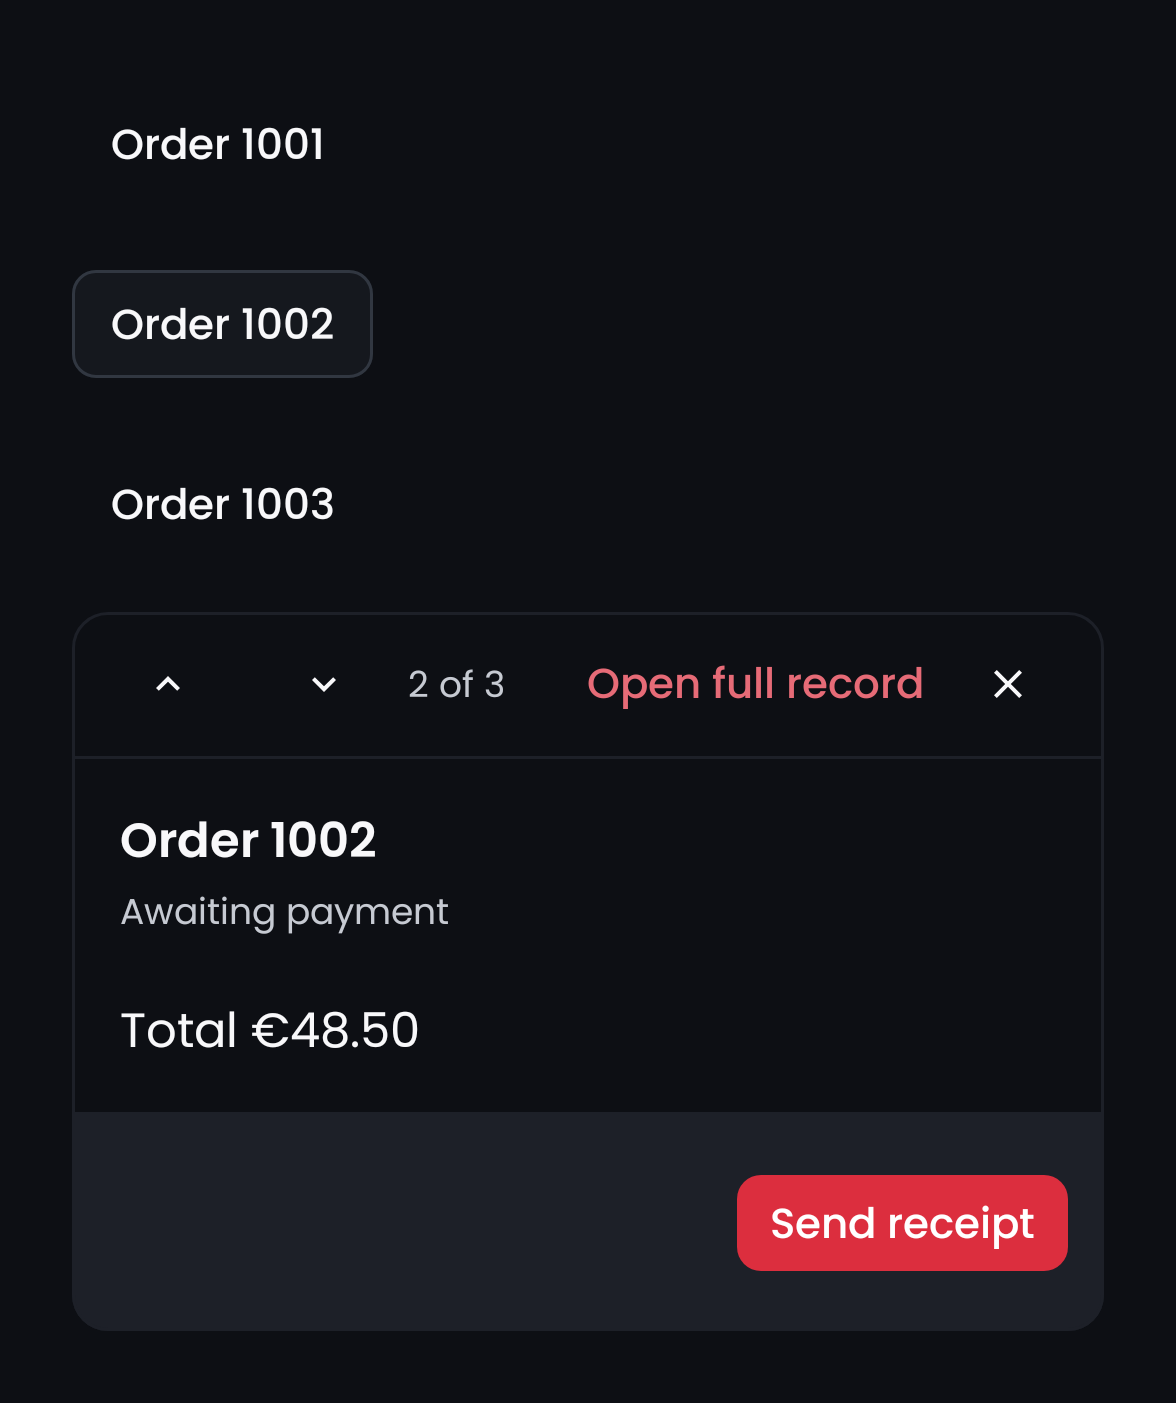 Order 1001
Order 1002
Order 1003
2 of 3 Open full record
Order 1002
Awaiting payment
Total €48.50
Send receipt